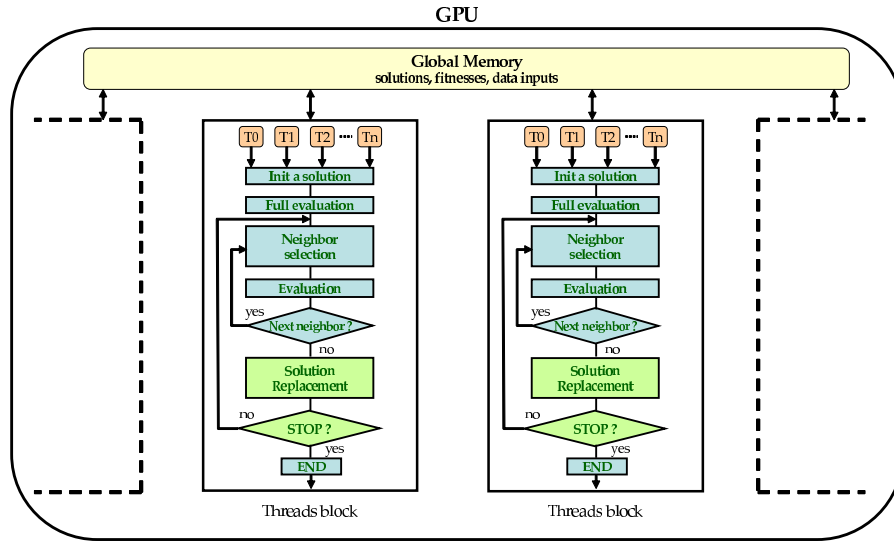 GPU
Global Memory
solutions, fitnesses, data inputs
T0 T1 T2 Tn
Init a solution
Full evaluation
Neighbor
selection
Evaluation
yes
Next neighbor ?
no
Solution
Replacement
no
STOP ?
yes
END
Threads block
T0 T1 T2 Tn
Init a solution
Full evaluation
Neighbor
selection
Evaluation
yes
Next neighbor ?
no
Solution
Replacement
no
STOP ?
yes
END
Threads block